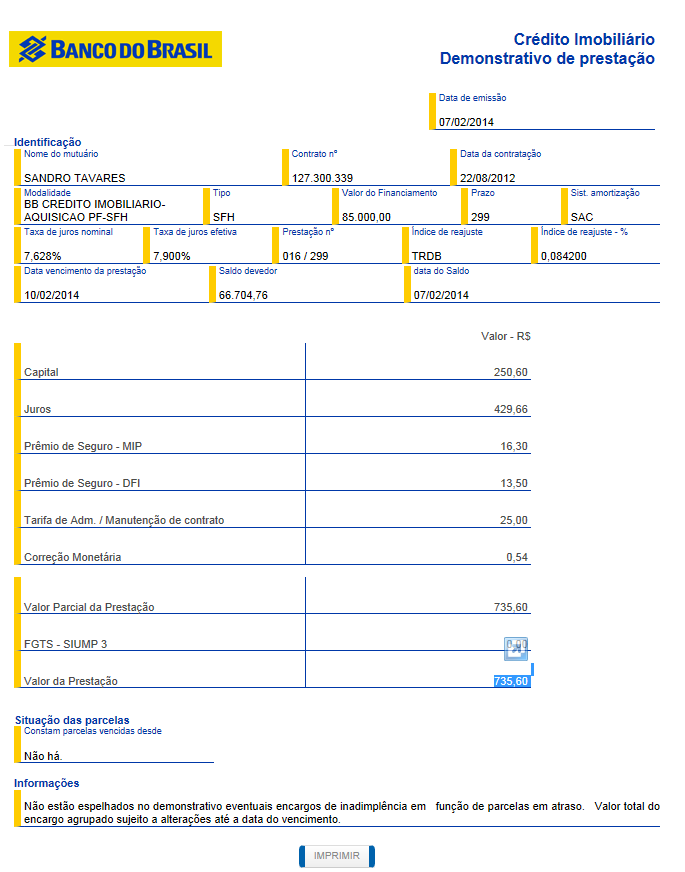 BANCO DO BRASIL
Crédito Imobiliário
Demonstrativo de prestação
Data de emissão
07/02/2014
Identificação
Nome do mutuário Contrato nº Data da contratação
SANDRO TAVARES 127.300.339 22/08/2012
Modalidade Tipo Valor do Financiamento Prazo Sist. amortização
BB CREDITO IMOBILIARIO-
AQUISICAO PF-SFH SFH 85.000,00 299 SAC
Taxa de juros nominal Taxa de juros efetiva Prestação nº Índice de reajuste Índice de reajuste - %
7,628% 7,900% 016 / 299 TRDB 0,084200
Data vencimento da prestação Saldo devedor data do Saldo
10/02/2014 66.704,76 07/02/2014
Valor - R$
Capital 250,60
Juros 429,66
Prêmio de Seguro - MIP 16,30
Prêmio de Seguro - DFI 13,50
Tarifa de Adm. / Manutenção de contrato 25,00
Correção Monetária 0,54
Valor Parcial da Prestação 735,60
FGTS - SIUMP 3
Valor da Prestação 735,60
Situação das parcelas
Constam parcelas vencidas desde
Não há.
Informações
Não estão espelhados no demonstrativo eventuais encargos de inadimplência em função de parcelas em atraso. Valor total do
encargo agrupado sujeito a alterações até a data do vencimento.
IMPRIMIR